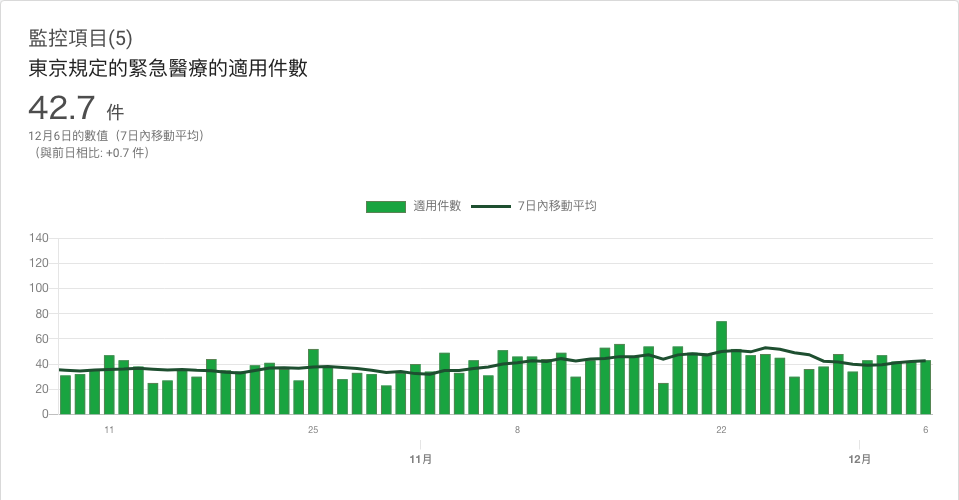 監控項目(5)
東京規定的緊急醫療的適用件數
42.7 件
12月6日的數值（7日內移動平均）
（與前日相比: +0.7 件）
適用件數 7日內移動平均
140
120
100
80
60
40
20
0
11 25 8 22 6
11月 12月